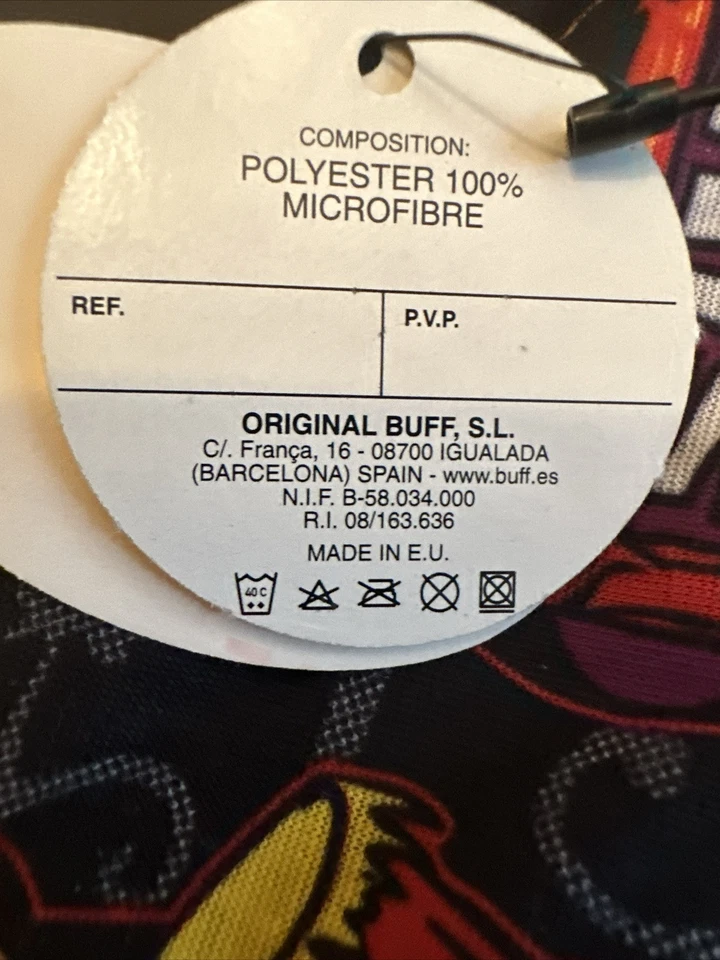 COMPOSITION:
POLYESTER 100%
MICROFIBRE
REF.
P.V.P.
ORIGINAL BUFF, S.L.
C/. França, 16 - 08700 IGUALADA
(BARCELONA) SPAIN - www.buff.es
N.I.F. B-58.034.000
R.I. 08/163.636
MADE IN E.U.
40 C